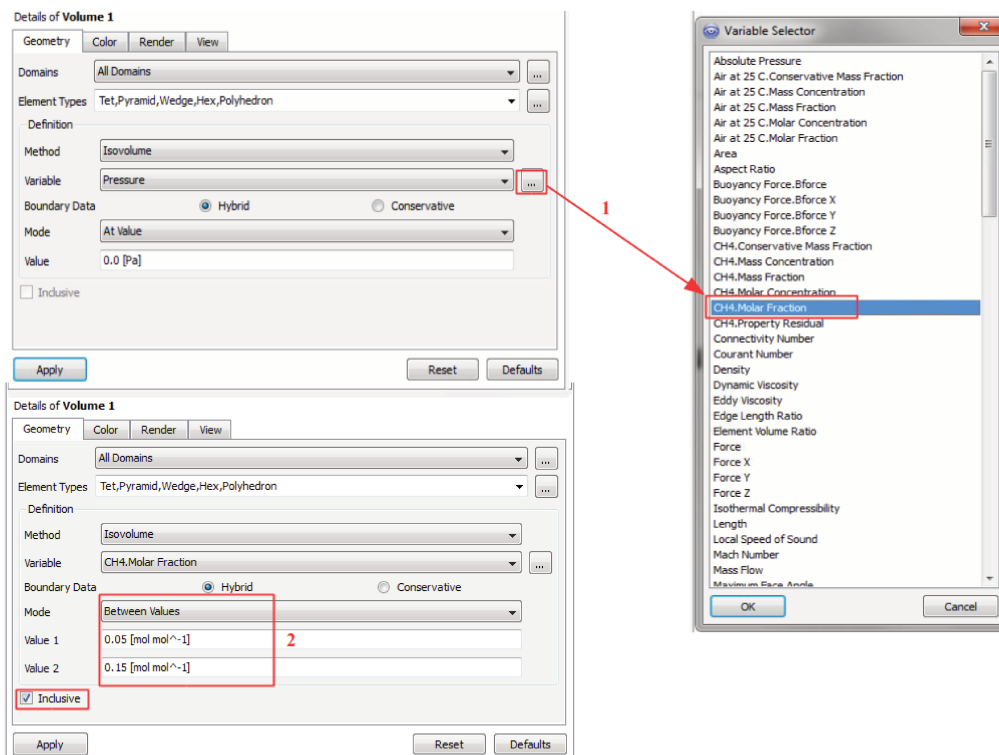 Details of Volume 1
Geometry Color Render View
Domains All Domains ...
Element Types Tet,Pyramid,Wedge,Hex,Polyhedron ...
Definition
Method Isovolume
Variable Pressure ...
Boundary Data Hybrid Conservative
Mode At Value
Value 0.0 [Pa]
Inclusive
Apply Reset Defaults
Details of Volume 1
Geometry Color Render View
Domains All Domains ...
Element Types Tet,Pyramid,Wedge,Hex,Polyhedron ...
Definition
Method Isovolume
Variable CH4.Molar Fraction ...
Boundary Data Hybrid Conservative
Mode Between Values
Value 1 0.05 [mol mol^-1]
2
Value 2 0.15 [mol mol^-1]
Inclusive
Apply Reset Defaults
1
Variable Selector
Absolute Pressure
Air at 25 C.Conservative Mass Fraction
Air at 25 C.Mass Concentration
Air at 25 C.Mass Fraction
Air at 25 C.Molar Concentration
Air at 25 C.Molar Fraction
Area
Aspect Ratio
Buoyancy Force.Bforce
Buoyancy Force.Bforce X
Buoyancy Force.Bforce Y
Buoyancy Force.Bforce Z
CH4.Conservative Mass Fraction
CH4.Mass Concentration
CH4.Mass Fraction
CH4.Molar Concentration
CH4.Molar Fraction
CH4.Property Residual
Connectivity Number
Courant Number
Density
Dynamic Viscosity
Eddy Viscosity
Edge Length Ratio
Element Volume Ratio
Force
Force X
Force Y
Force Z
Isothermal Compressibility
Length
Local Speed of Sound
Mach Number
Mass Flow
Maximum Face Angle
OK Cancel